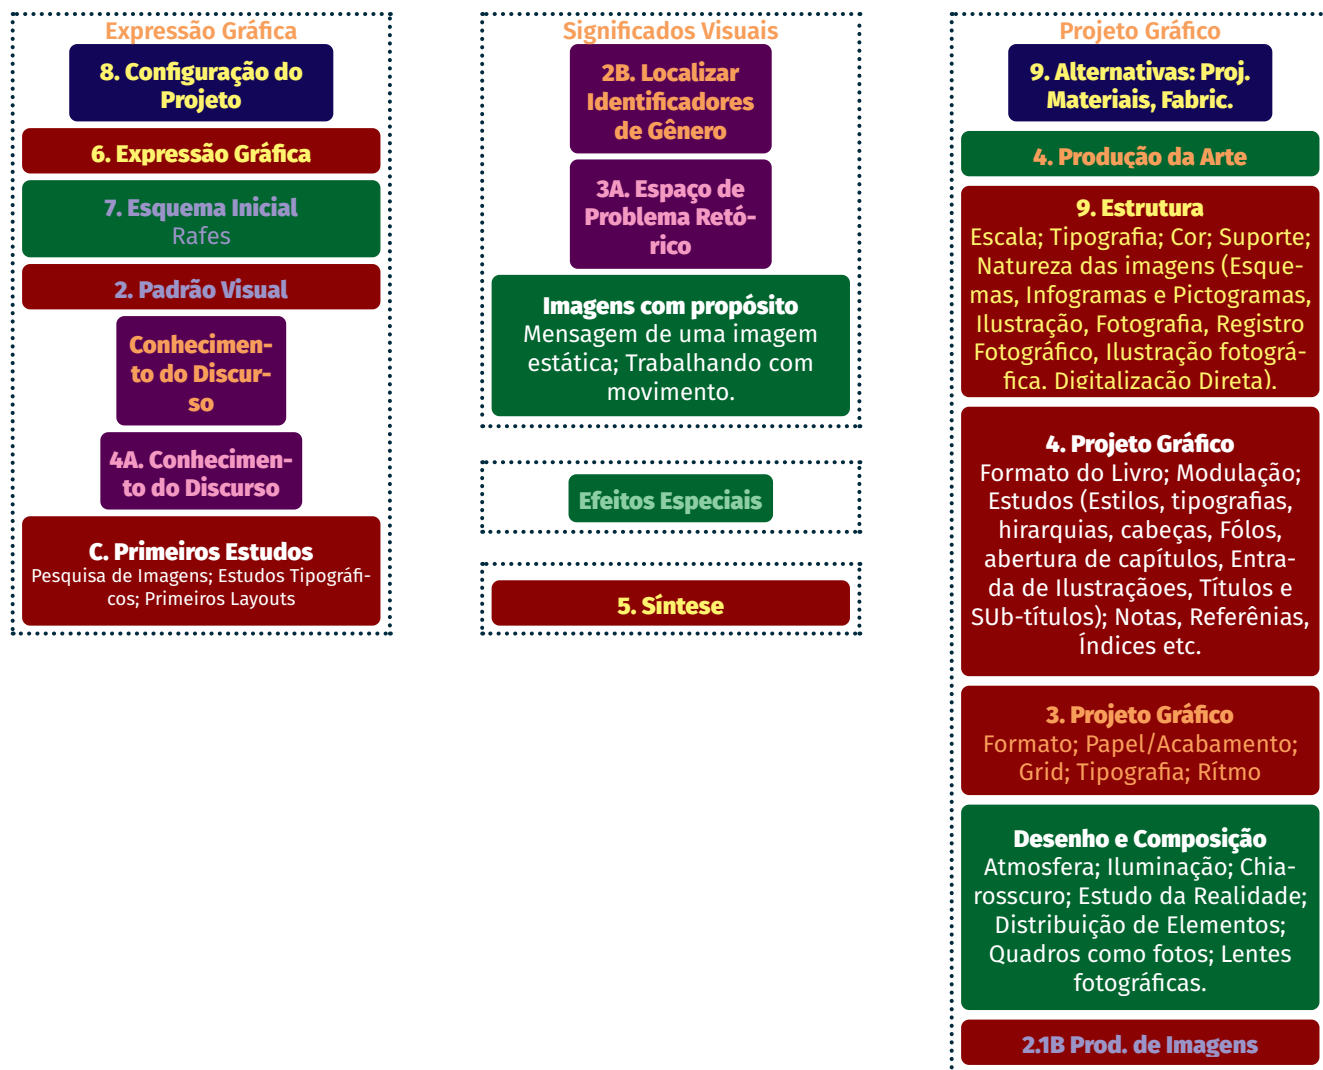 Expressão Gráfica
8. Configuração do
Projeto
6. Expressão Gráfica
7. Esquema Inicial
Rafes
2. Padrão Visual
Conhecimen-
to do Discur-
so
4A. Conhecimen-
to do Discurso
C. Primeiros Estudos
Pesquisa de Imagens; Estudos Tipográfi-
cos; Primeiros Layouts
Significados Visuais
2B. Localizar
Identificadores
de Gênero
3A. Espaço de
Problema Retó-
rico
Imagens com propósito
Mensagem de uma imagem
estática; Trabalhando com
movimento.
Efeitos Especiais
5. Síntese
Projeto Gráfico
9. Alternativas: Proj.
Materiais, Fabric.
4. Produção da Arte
9. Estrutura
Escala; Tipografia; Cor; Suporte;
Natureza das imagens (Esque-
mas, Infogramas e Pictogramas,
Ilustração, Fotografia, Registro
Fotográfico, Ilustração fotográ-
fica. Digitalização Direta).
4. Projeto Gráfico
Formato do Livro; Modulação;
Estudos (Estilos, tipografias,
hirarquias, cabeças, Fólos,
abertura de capítulos, Entra-
da de Ilustraçãoes, Títulos e
SUb-títulos); Notas, Referênias,
Índices etc.
3. Projeto Gráfico
Formato; Papel/Acabamento;
Grid; Tipografia; Rítmo
Desenho e Composição
Atmosfera; Iluminação; Chia-
rosscuro; Estudo da Realidade;
Distribuição de Elementos;
Quadros como fotos; Lentes
fotográficas.
2.1B Prod. de Imagens